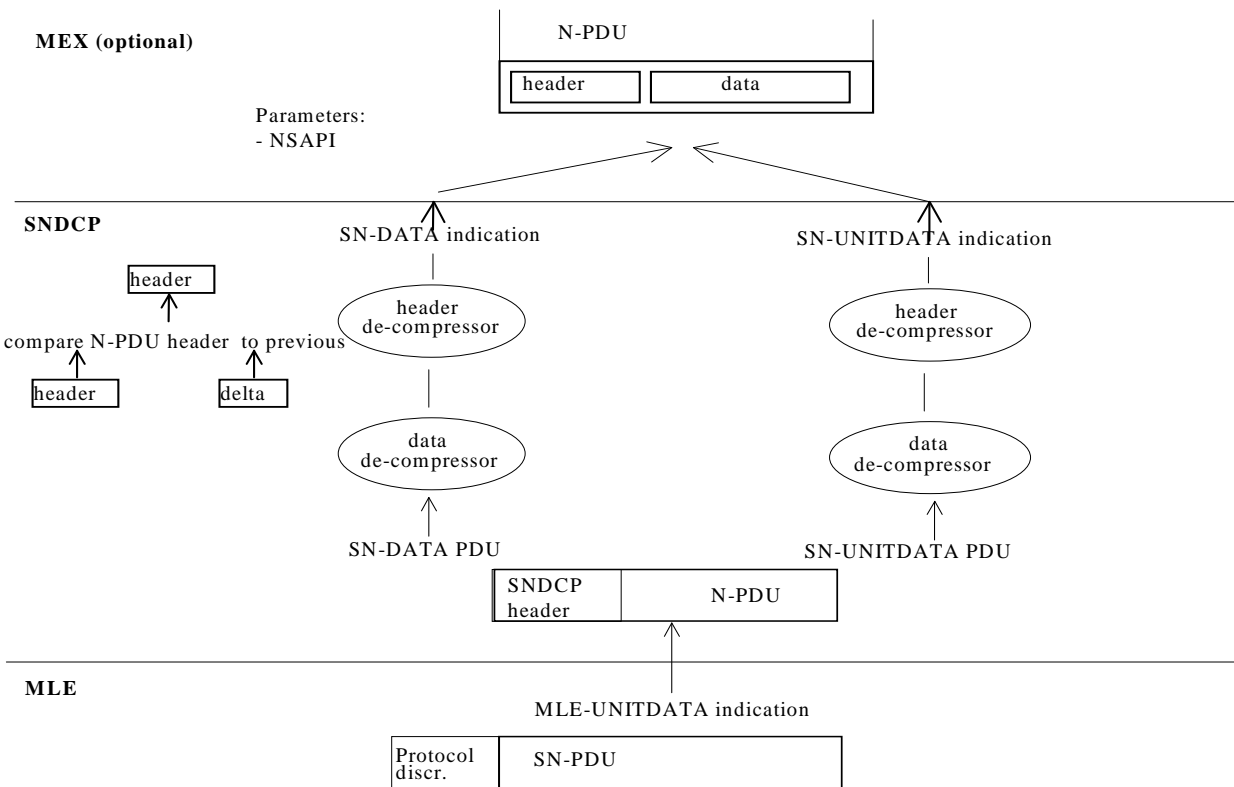 N-PDU
MEX (optional)
header
data
Parameters:
- NSAPI
SNDCP
SN-DATA indication
SN-UNITDATA indication
header
header
de-compressor
header
de-compressor
compare N-PDU header to previous
header
delta
data
de-compressor
data
de-compressor
SN-DATA PDU
SN-UNITDATA PDU
SNDCP
header
N-PDU
MLE
MLE-UNITDATA indication
Protocol
discr.
SN-PDU